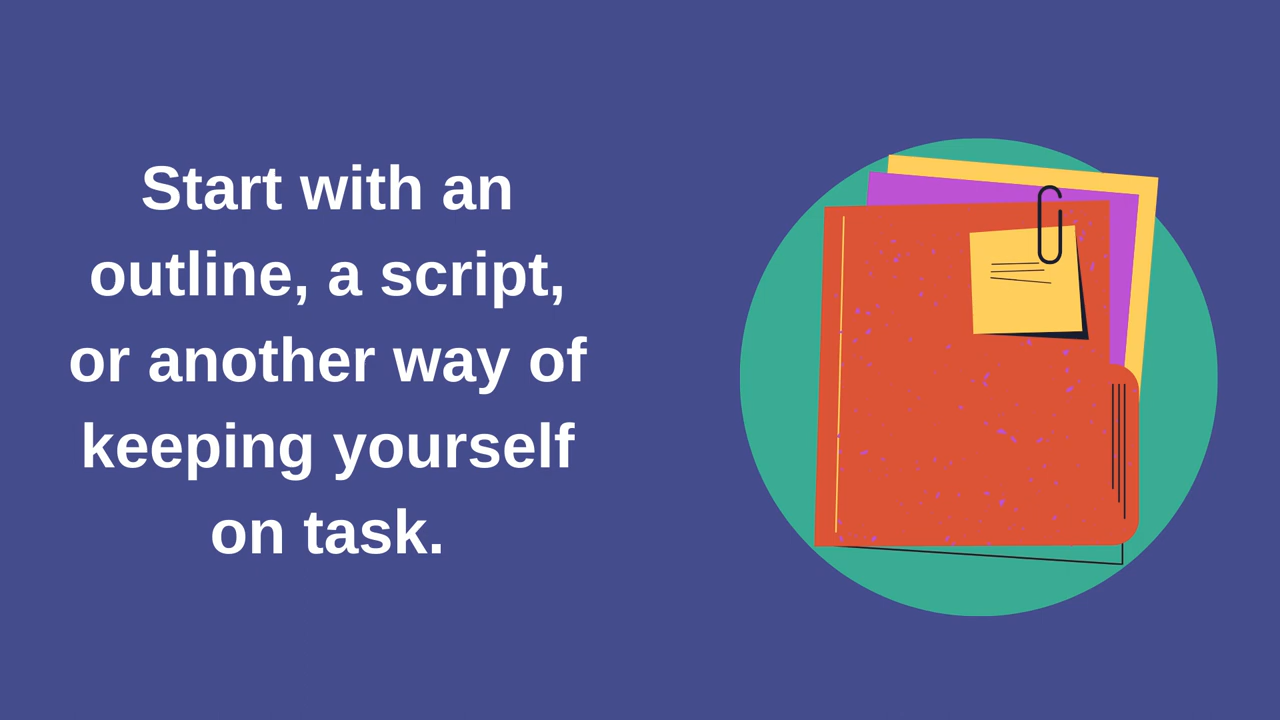 Start with an
outline, a script,
or another way of
keeping yourself
on task.